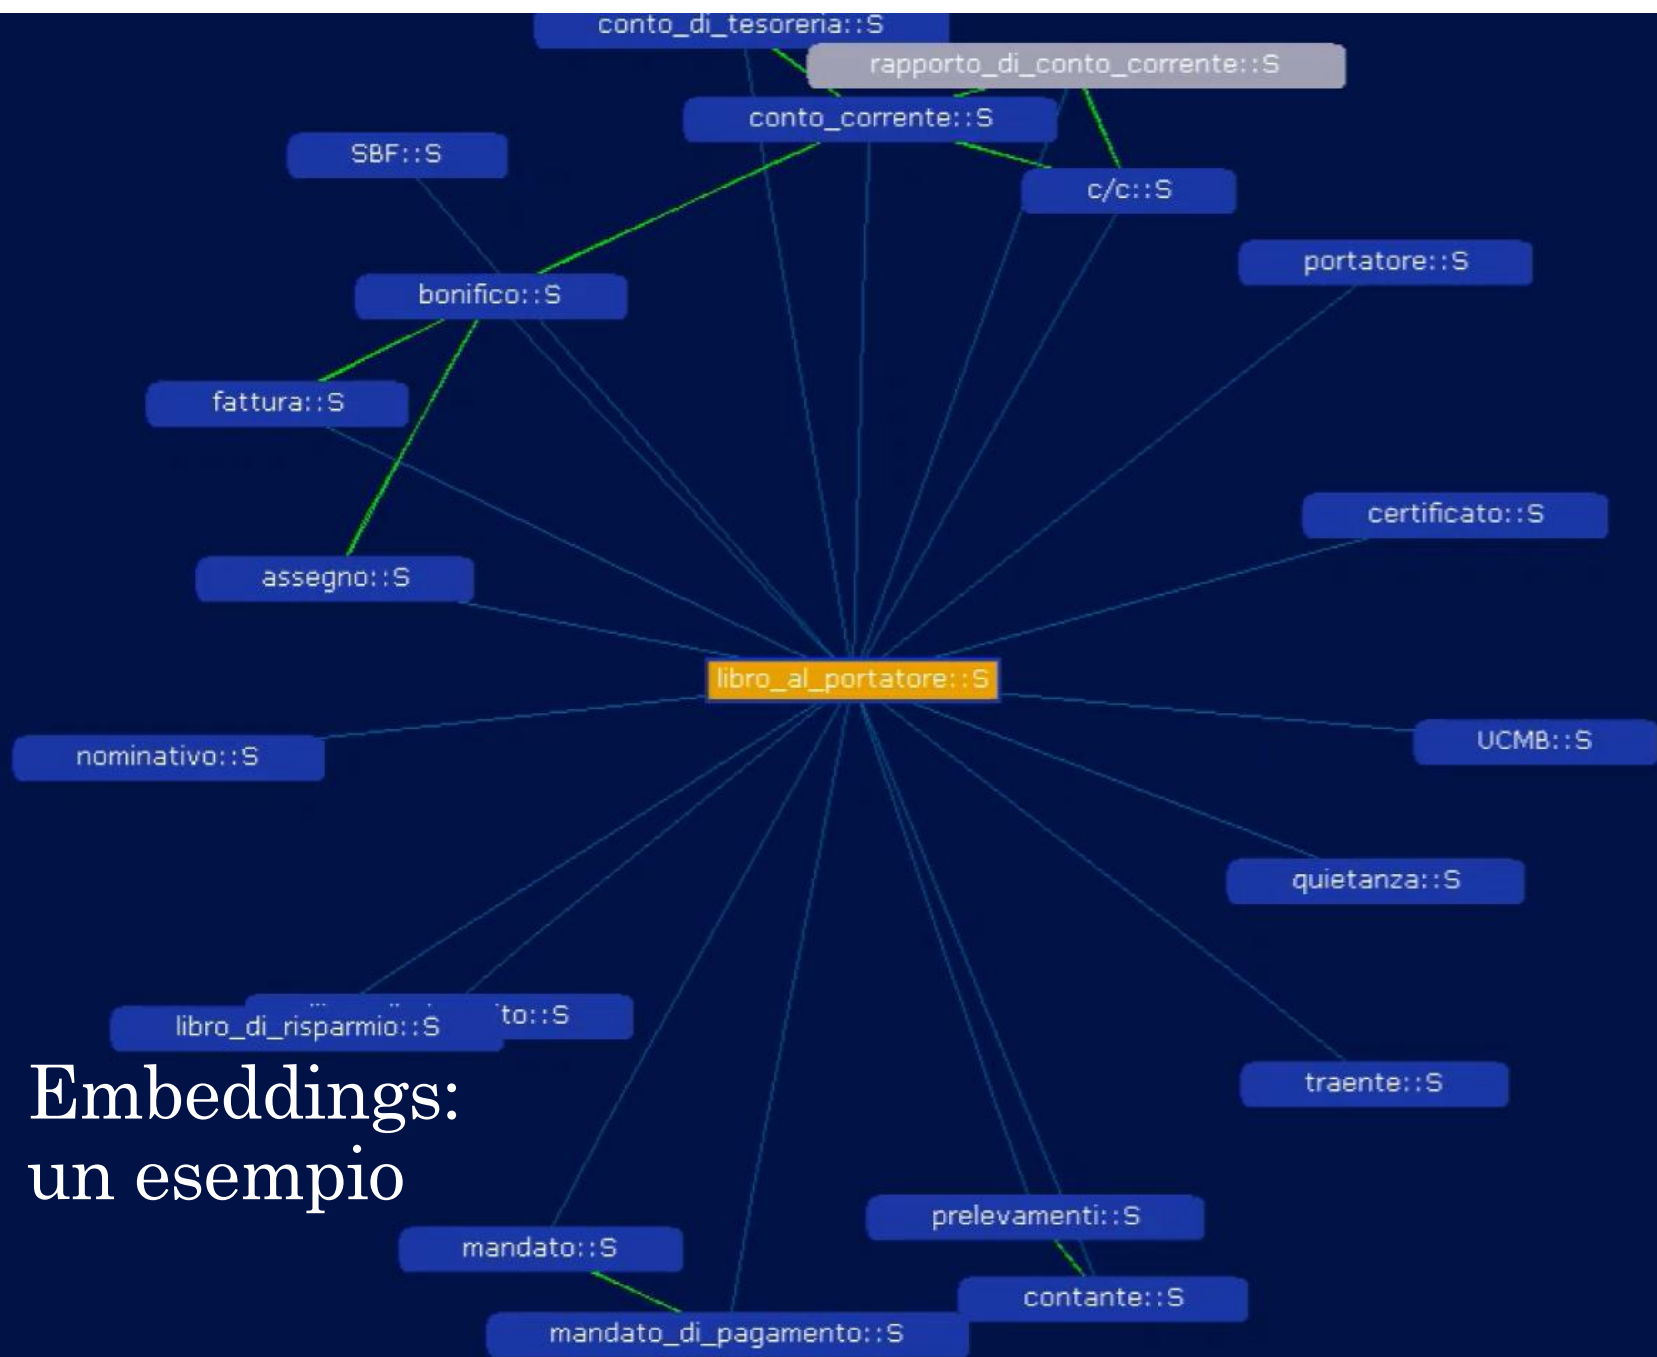 conto_di_tesoreria::S
rapporto_di_conto_corrente::S
conto_corrente::S
SBF::S
c/c::S
portatore::S
bonifico::S
fattura::S
certificato::S
assegno::S
libro_al_portatore::S
nominativo::S
UCMB::S
quietanza::S
libro_di_risparmio::S
Embeddings:
un esempio
traente::S
prelevamenti::S
mandato::S
contante::S
mandato_di_pagamento::S